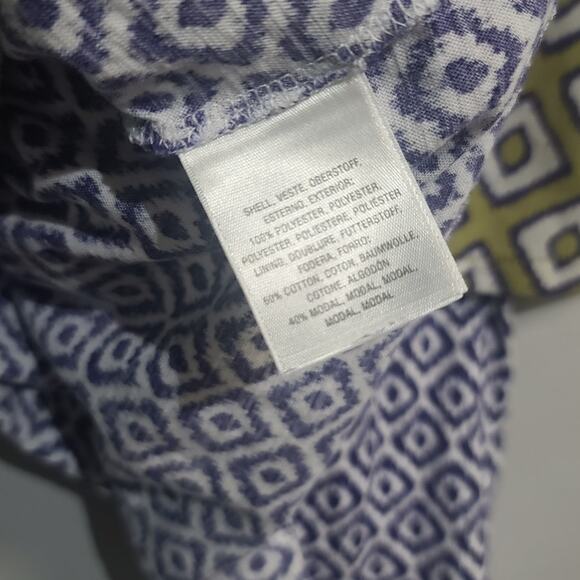 SHELL, VESTE, OBERSTOFF,
ESTERNO, EXTERIOR:
100% POLYESTER, POLYESTER,
POLYESTER, POLIESTERE, POLIÉSTER
LINING, DOUBLURE, FUTTERSTOFF,
FODERA, FORRO:
60% COTTON, COTON, BAUMWOLLE,
COTONE, ALGODÓN
40% MODAL, MODAL, MODAL,
MODAL, MODAL